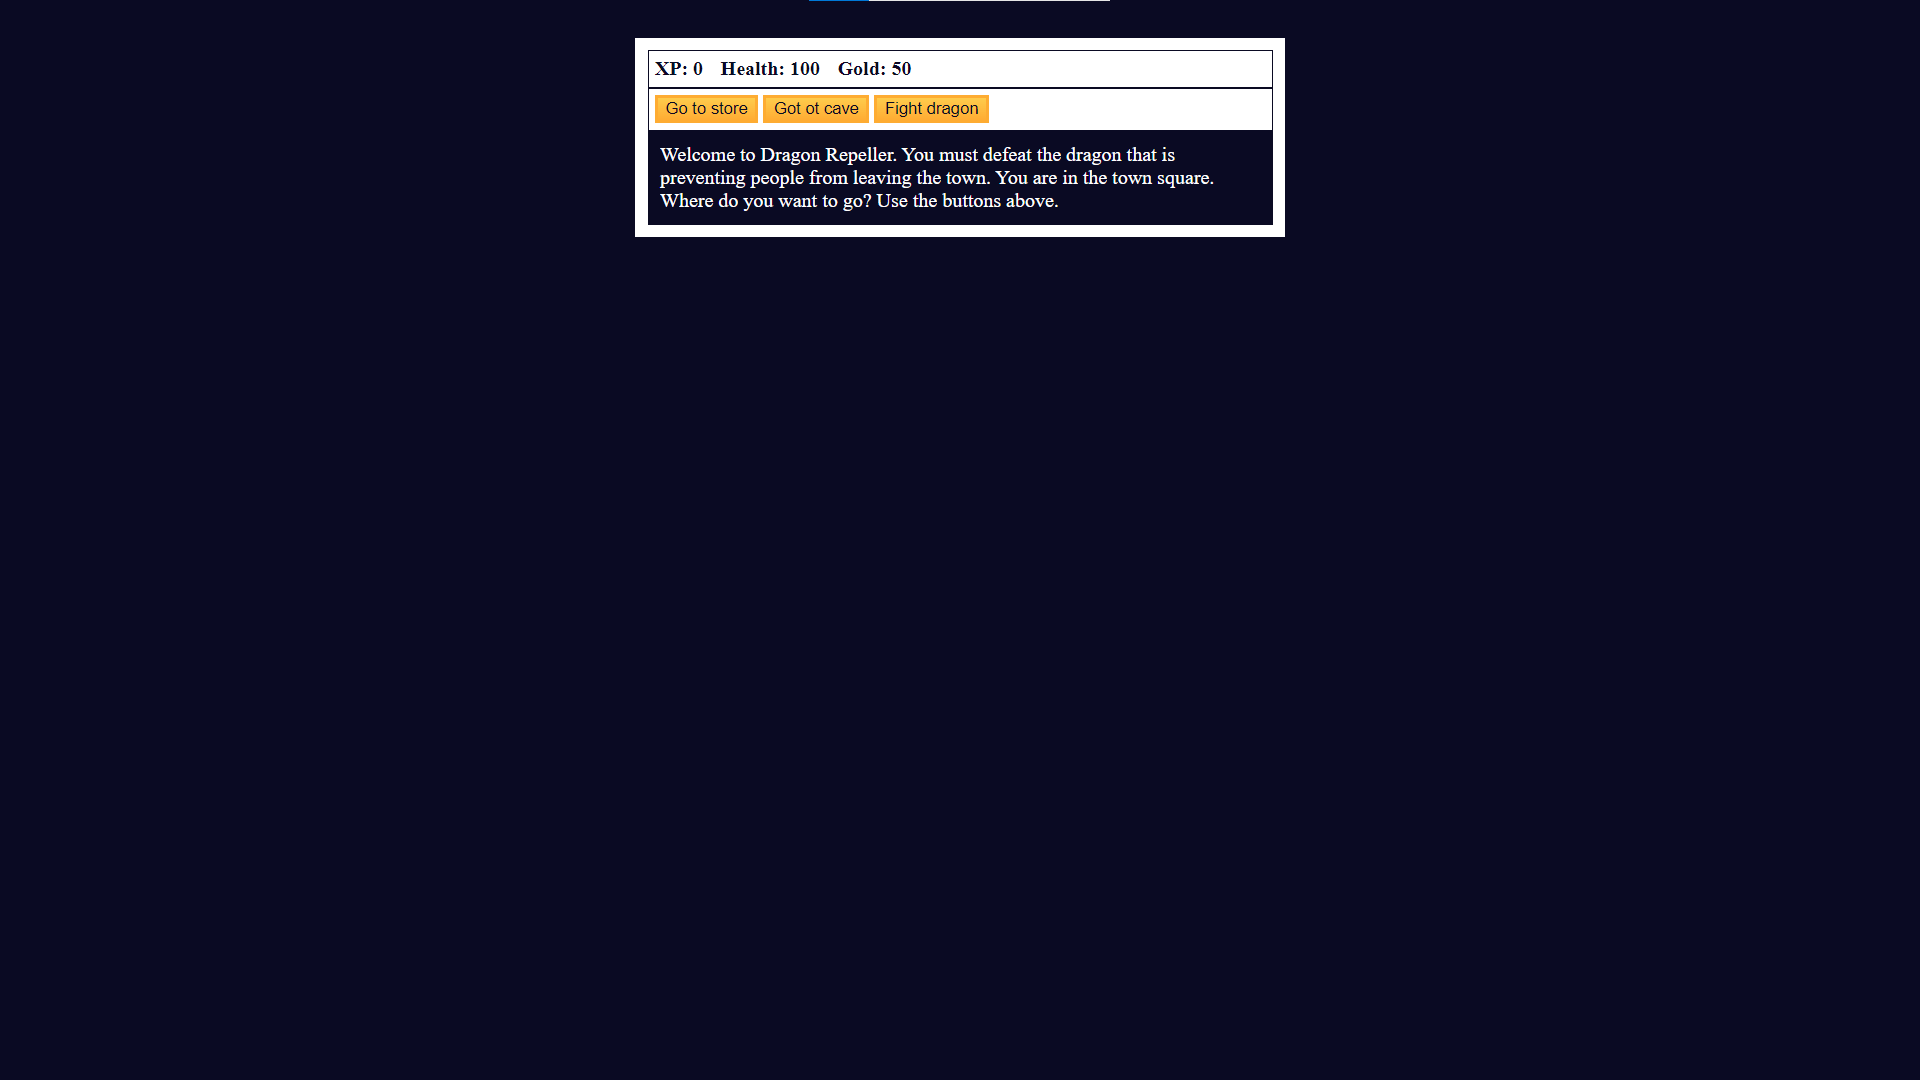 XP: 0 Health: 100 Gold: 50
Go to store Got ot cave Fight dragon
Welcome to Dragon Repeller. You must defeat the dragon that is
preventing people from leaving the town. You are in the town square.
Where do you want to go? Use the buttons above.